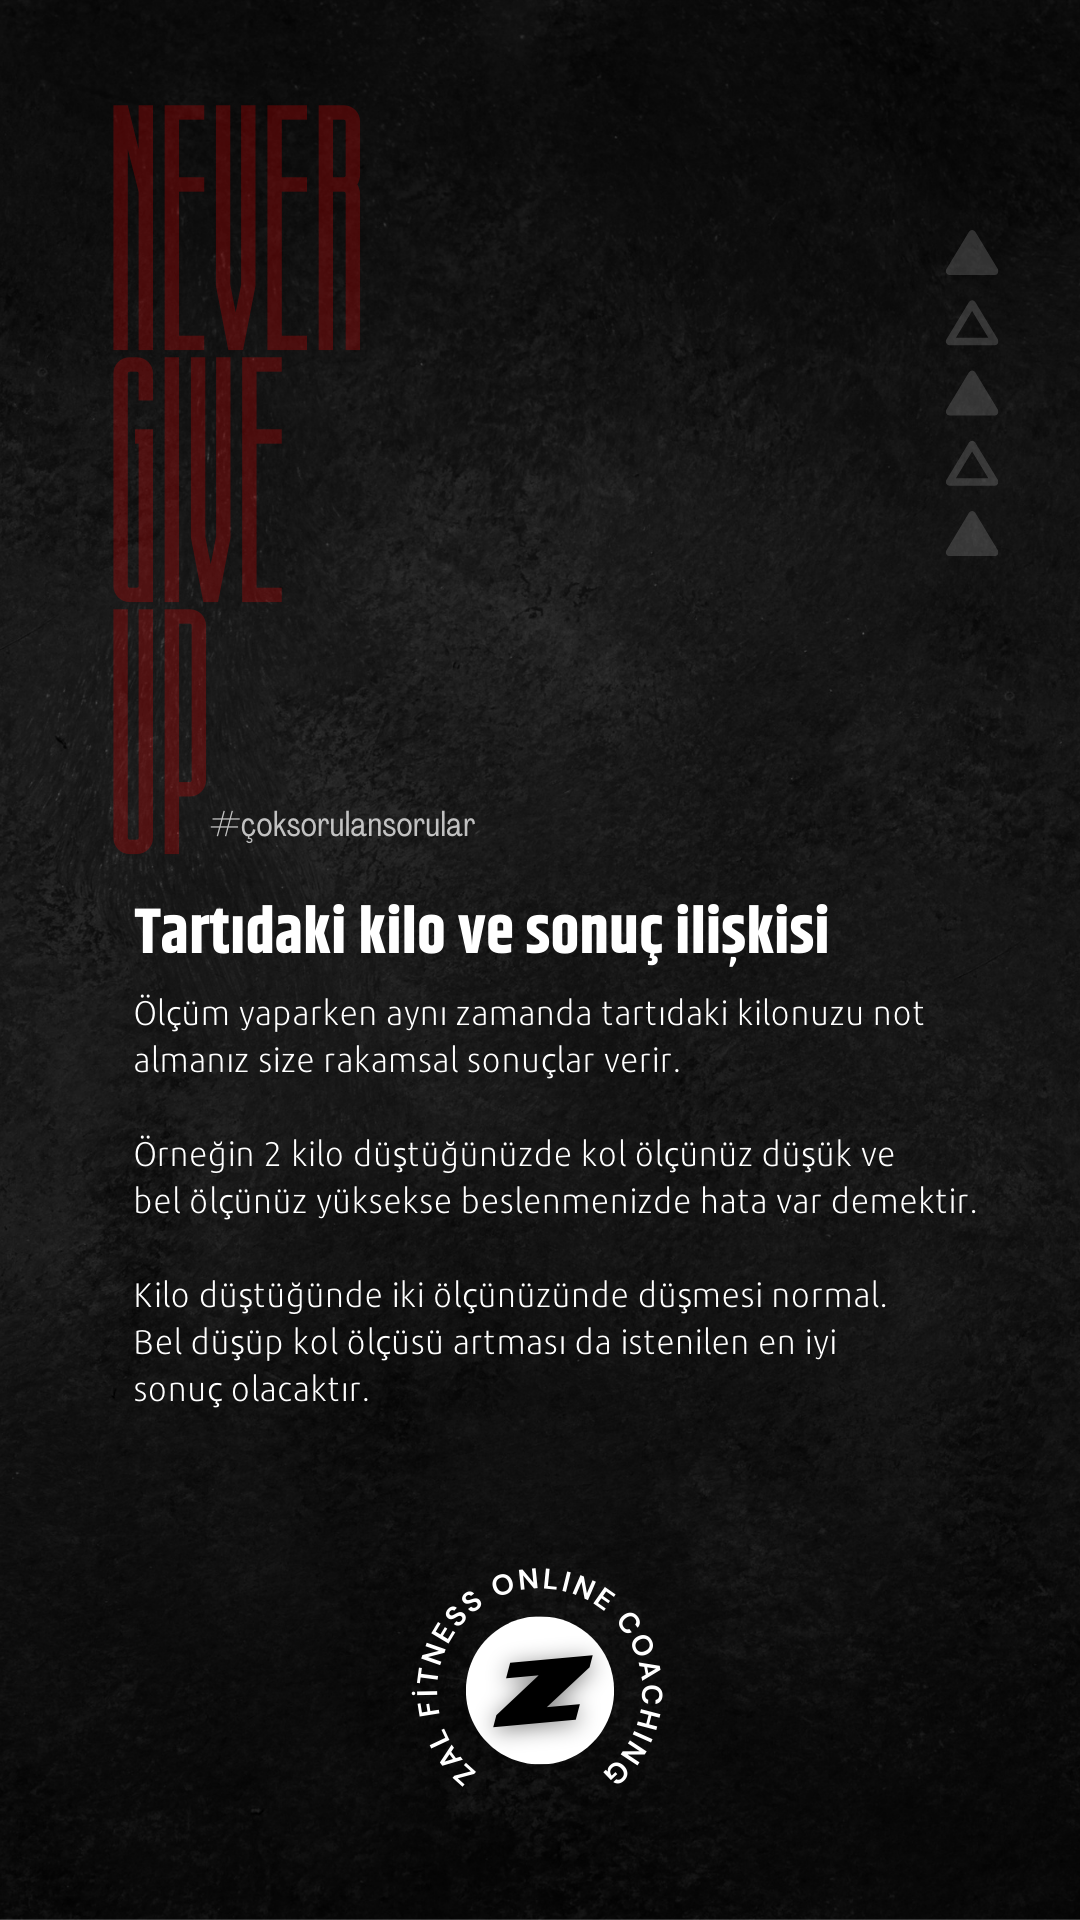 NEVER
GIVE
UP
#çoksorulansorular
Tartıdaki kilo ve sonuç ilişkisi
Ölçüm yaparken aynı zamanda tartıdaki kilonuzu not
almanız size rakamsal sonuçlar verir.
Örneğin 2 kilo düştüğünüzde kol ölçünüz düşük ve
bel ölçünüz yüksekse beslenmenizde hata var demektir.
Kilo düştüğünde iki ölçünüzünde düşmesi normal.
Bel düşüp kol ölçüsü artması da istenilen en iyi
sonuç olacaktır.
ZAL FİTNESS ONLINE COACHING
Z